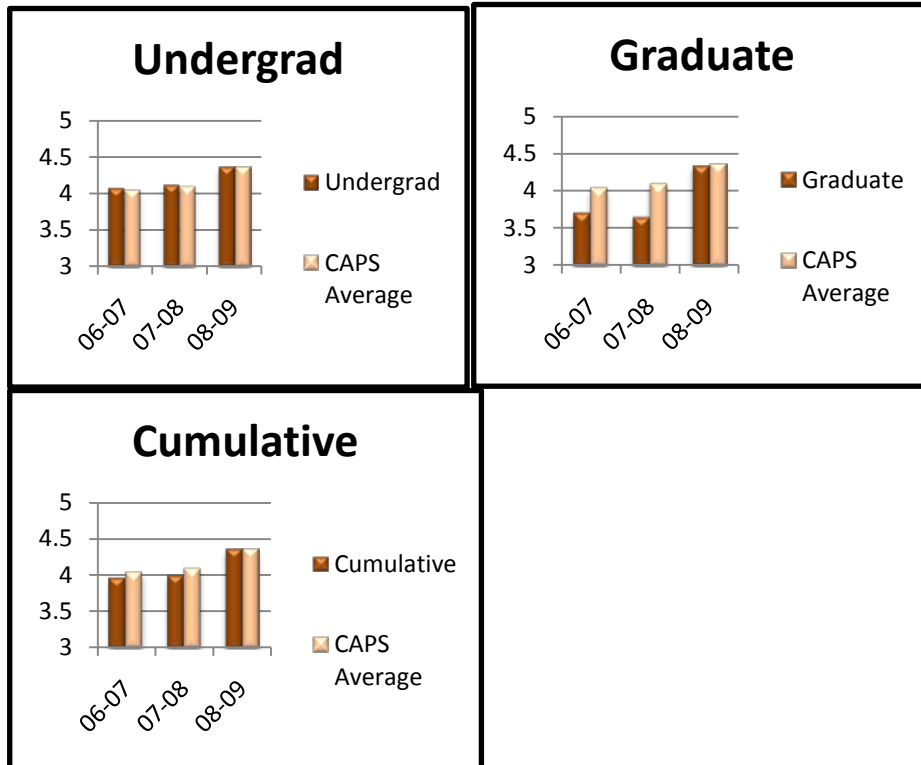 Undergrad
5
4.5
4
3.5
3
06-07
07-08
08-09
Undergrad
CAPS
Average
Graduate
5
4.5
4
3.5
3
06-07
07-08
08-09
Graduate
CAPS
Average
Cumulative
5
4.5
4
3.5
3
06-07
07-08
08-09
Cumulative
CAPS
Average